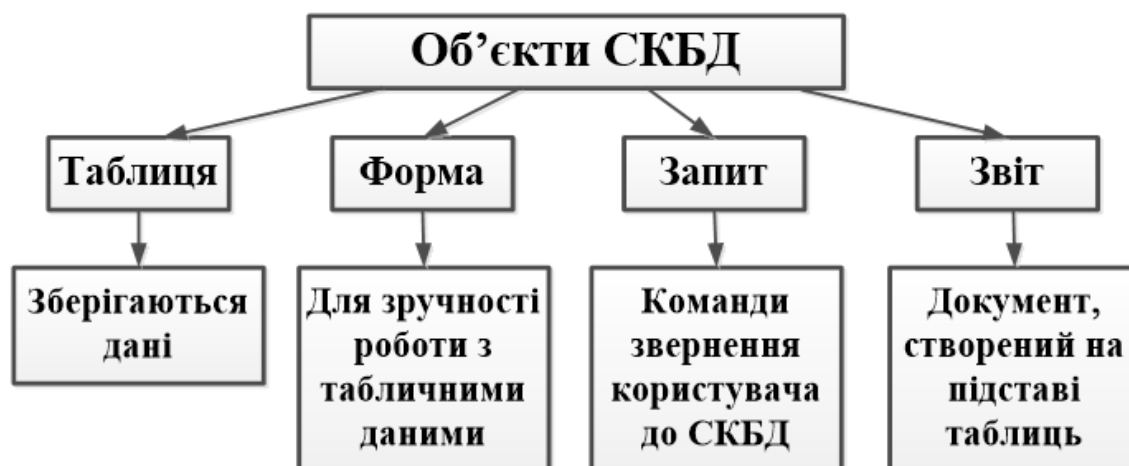 Об’єкти СКБД
Таблиця
Форма
Запит
Звіт
Зберігаються
дані
Для зручності
роботи з
табличними
даними
Команди
звернення
користувача
до СКБД
Документ,
створений на
підставі
таблиць